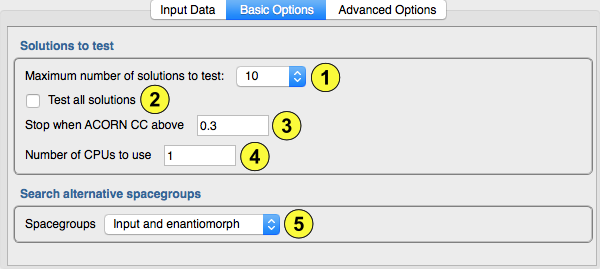 Input Data Basic Options Advanced Options
Solutions to test
Maximum number of solutions to test: 10 1
Test all solutions 2
Stop when ACORN CC above 0.3 3
Number of CPUs to use 1 4
Search alternative spacegroups
Spacegroups Input and enantiomorph 5